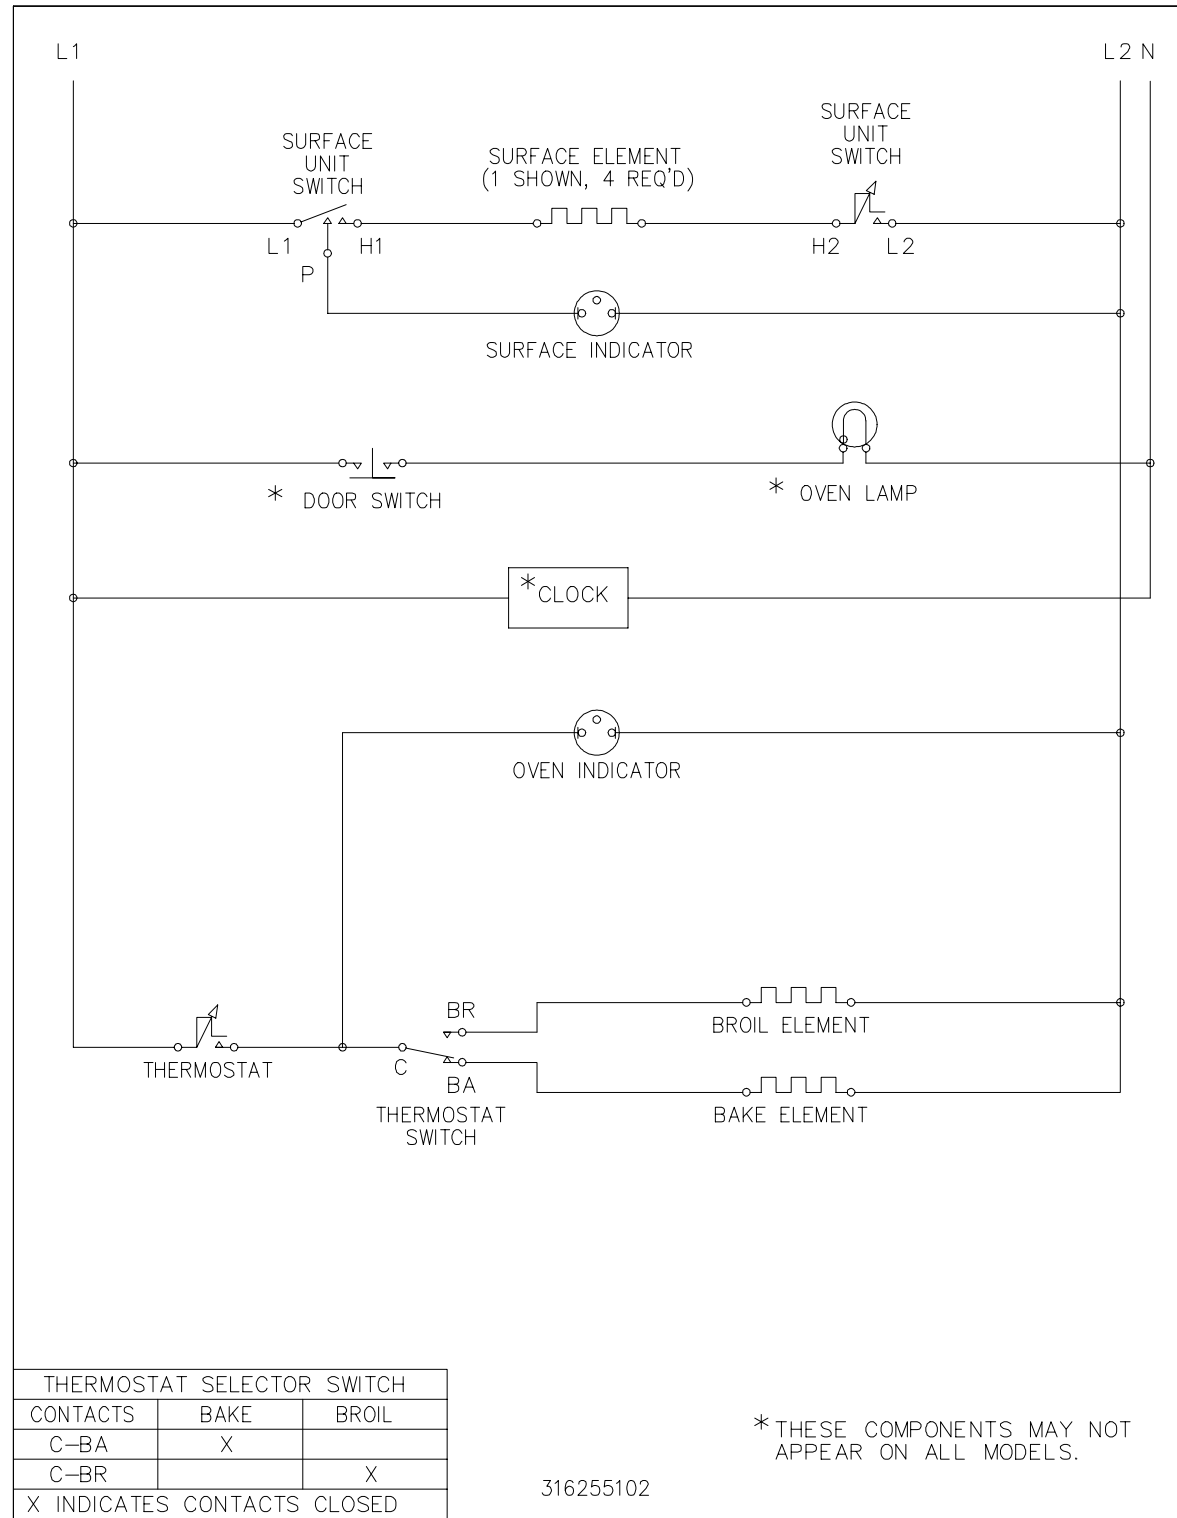 L1
L2 N
SURFACE
UNIT
SWITCH
SURFACE ELEMENT
(1 SHOWN, 4 REQ'D)
SURFACE
UNIT
SWITCH
L1
H1
P
H2
L2
SURFACE INDICATOR
* DOOR SWITCH
* OVEN LAMP
*CLOCK
OVEN INDICATOR
THERMOSTAT
C
BR
BA
THERMOSTAT
SWITCH
BROIL ELEMENT
BAKE ELEMENT
THERMOSTAT SELECTOR SWITCH
CONTACTS BAKE BROIL
C-BA X
C-BR X
X INDICATES CONTACTS CLOSED
316255102
* THESE COMPONENTS MAY NOT
APPEAR ON ALL MODELS.